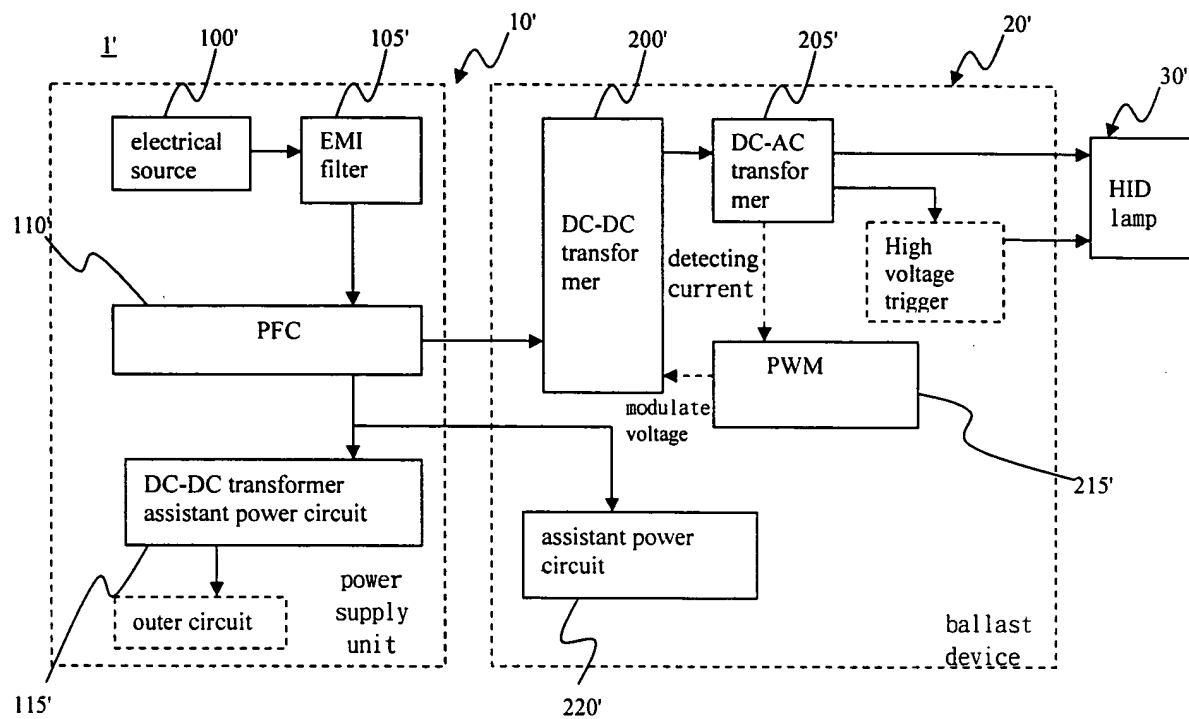 1'
100'
105'
10'
200'
205'
20'
30'
electrical
source
EMI
filter
DC-AC
transfor
mer
HID
lamp
110'
DC-DC
transfor
mer
detecting
current
High
voltage
trigger
PFC
PWM
modulate
voltage
DC-DC transformer
assistant power circuit
215'
assistant power
circuit
power
supply
unit
outer circuit
ballast
device
115'
220'